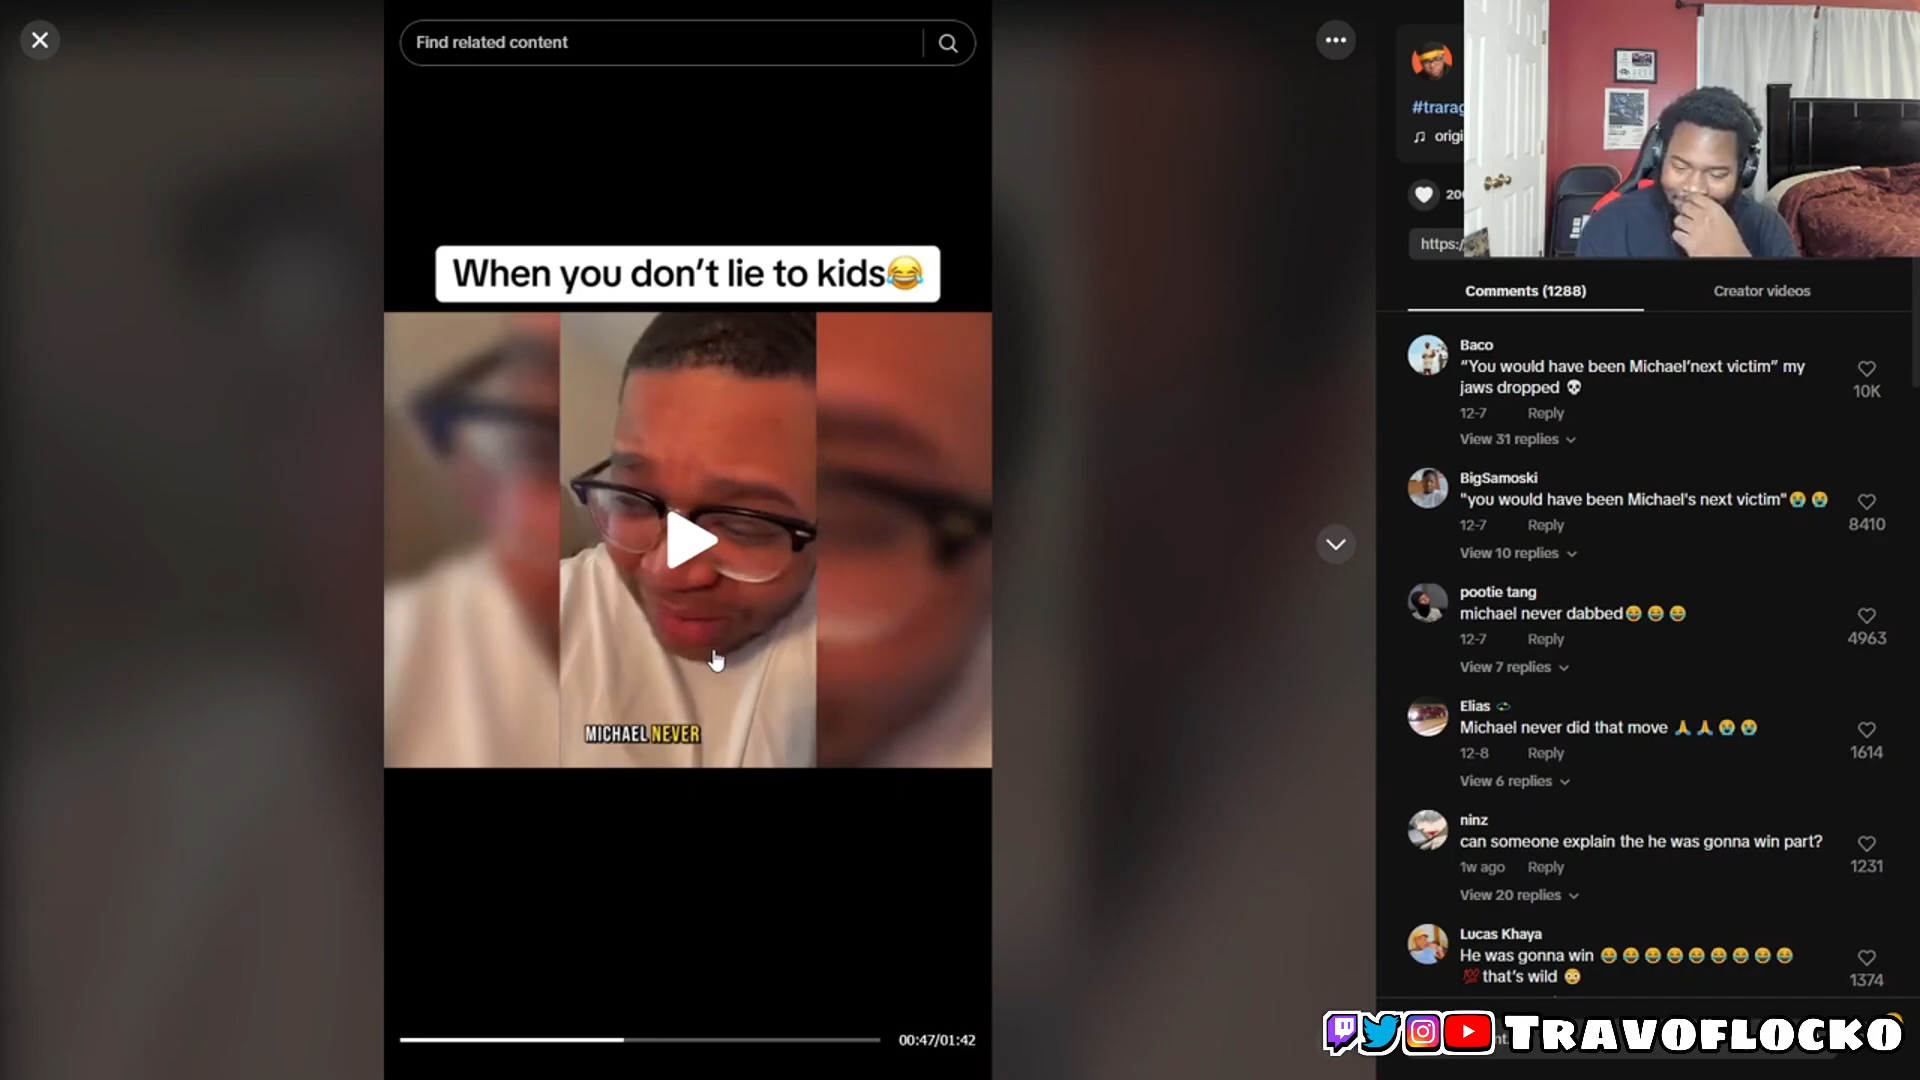 Find related content
When you don't lie to kids😂
MICHAEL NEVER
00:47/01:42
#trarag
origi
200
https:/
Comments (1288)
Creator videos
Baco
“You would have been Michael’next victim” my
jaws dropped 💀
12-7 Reply
10K
View 31 replies
BigSamoski
"you would have been Michael's next victim"😭 😭
12-7 Reply
8410
View 10 replies
pootie tang
michael never dabbed😂 😂 😂
12-7 Reply
4963
View 7 replies
Elias
Michael never did that move 🙏 🙏 😭 😭
12-8 Reply
1614
View 6 replies
ninz
can someone explain the he was gonna win part?
1w ago Reply
1231
View 20 replies
Lucas Khaya
He was gonna win 😂 😂 😂 😂 😂 😂 😂 😂 😂
💯 that's wild 😳
1374
TRAVOFLOCKO